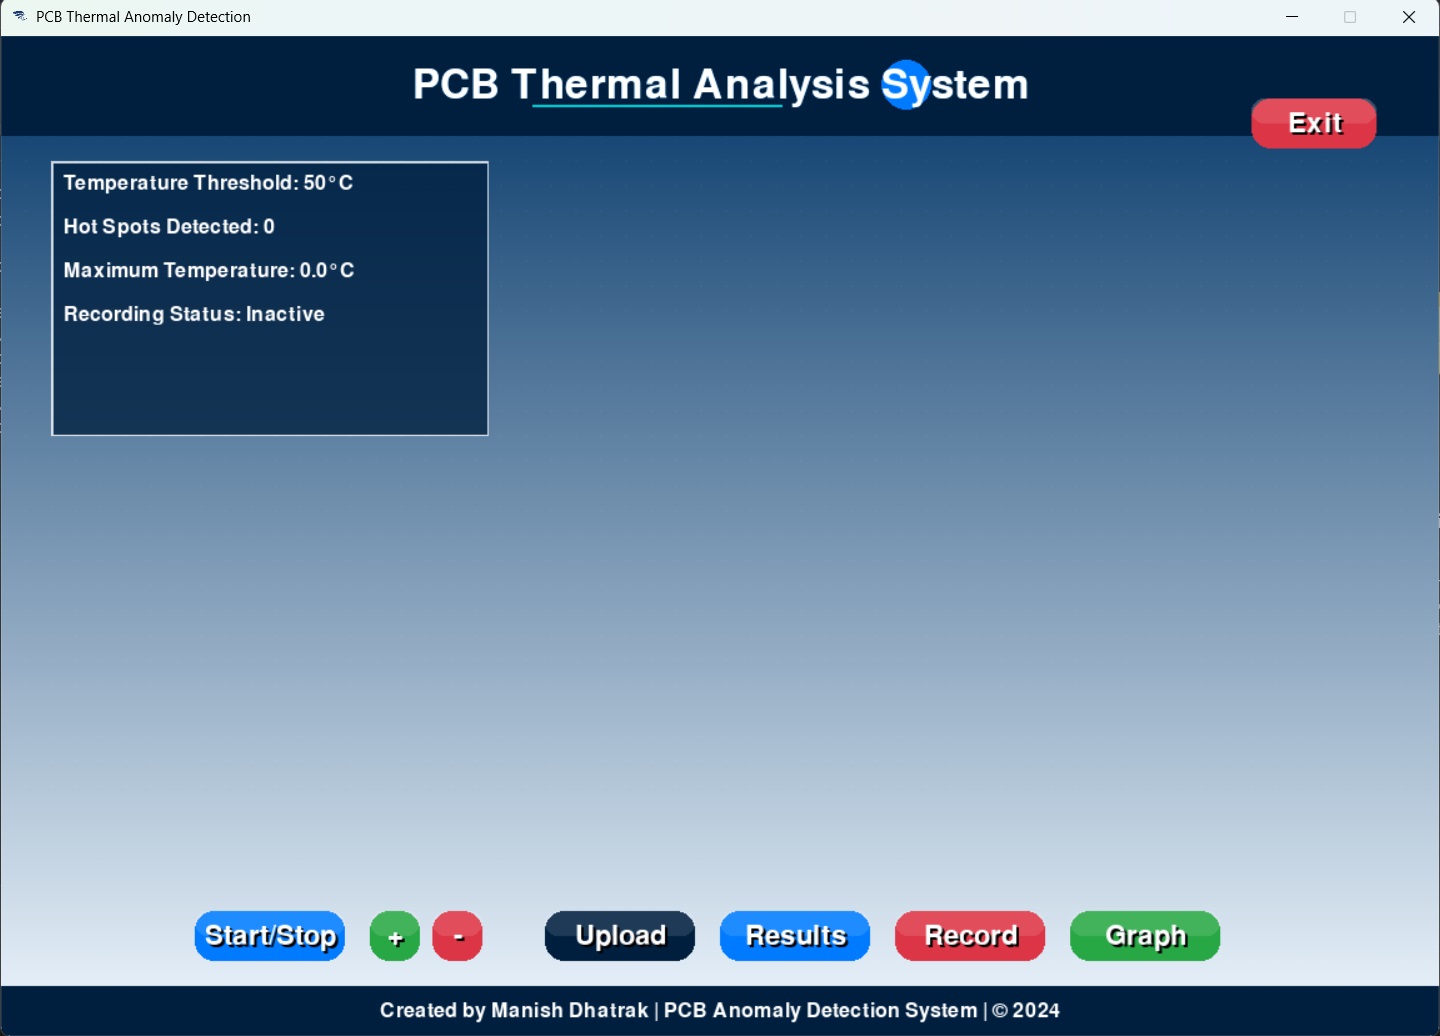 PCB Thermal Anomaly Detection
PCB Thermal Analysis System
Exit
Temperature Threshold: 50°C
Hot Spots Detected: 0
Maximum Temperature: 0.0°C
Recording Status: Inactive
Start/Stop + - Upload Results Record Graph
Created by Manish Dhatrak | PCB Anomaly Detection System | © 2024